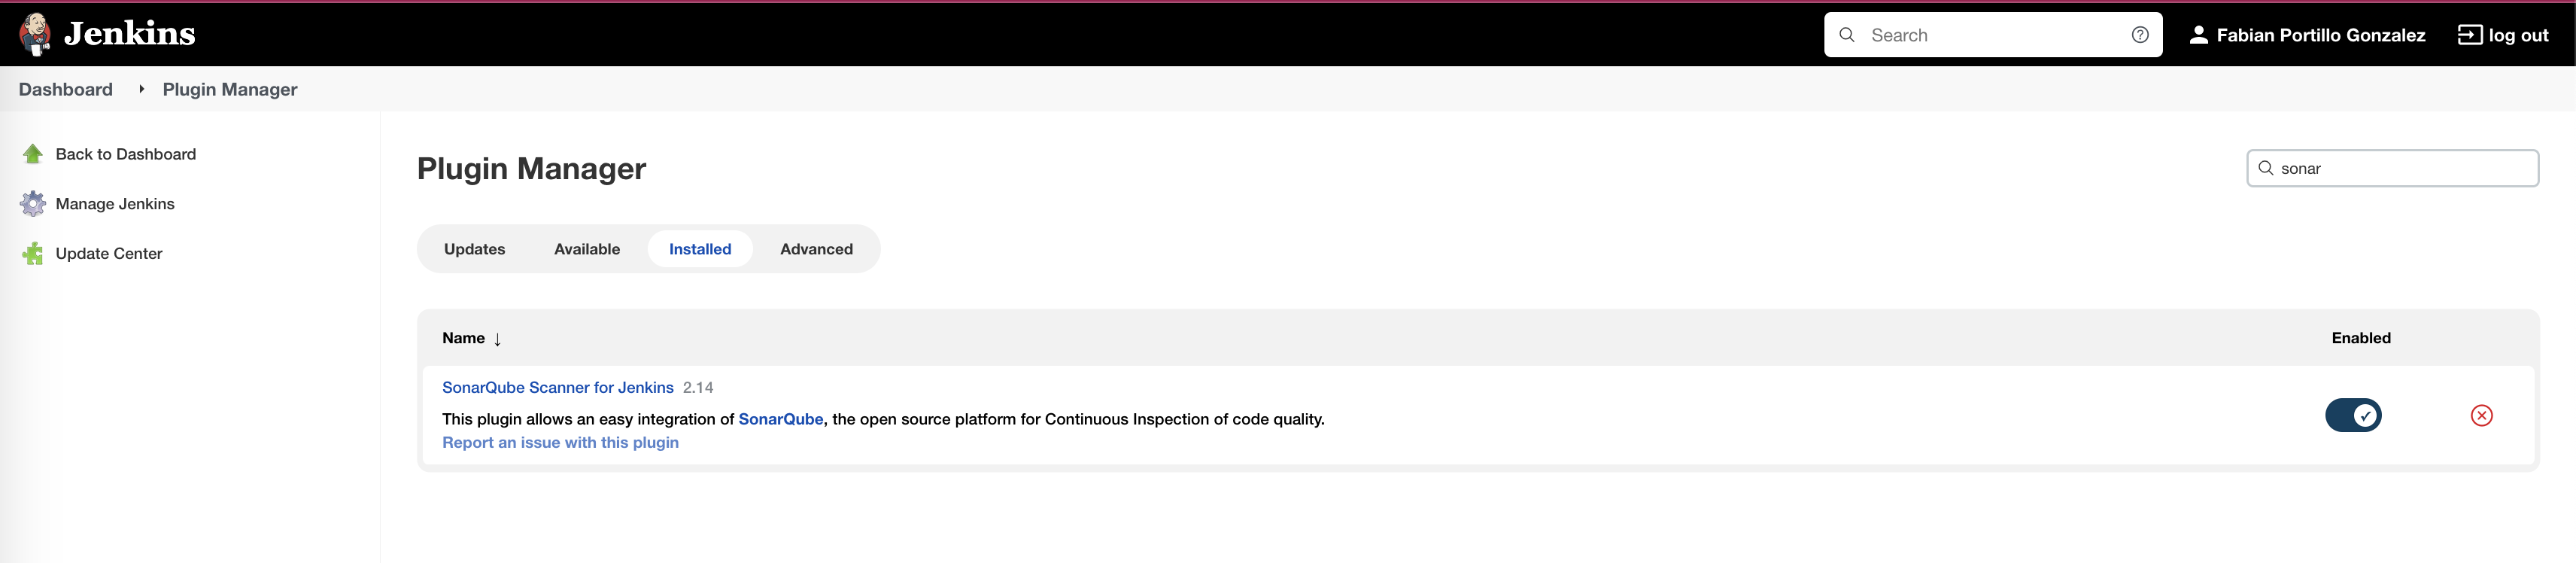 Jenkins
Search
Fabian Portillo Gonzalez
log out
Dashboard
Plugin Manager
Back to Dashboard
Manage Jenkins
Update Center
Plugin Manager
sonar
Updates
Available
Installed
Advanced
Name ↓
Enabled
SonarQube Scanner for Jenkins 2.14
This plugin allows an easy integration of SonarQube, the open source platform for Continuous Inspection of code quality.
Report an issue with this plugin